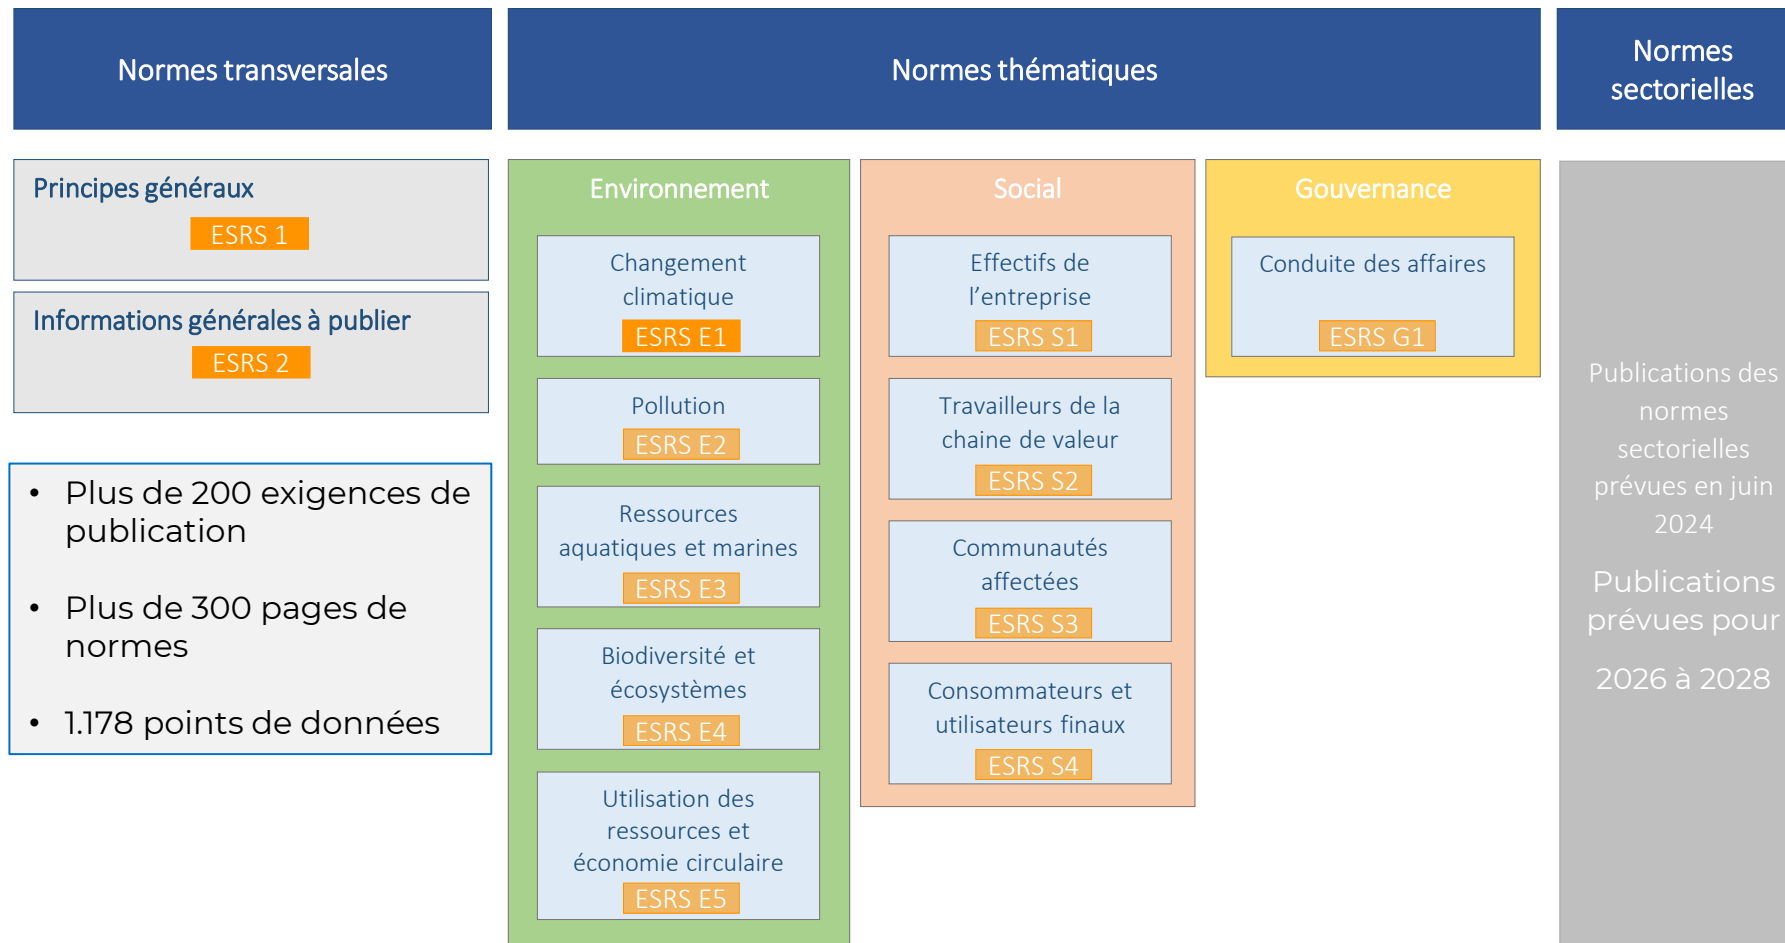 Normes transversales
Normes thématiques
Normes
sectorielles
Principes généraux
ESRS 1
Informations générales à publier
ESRS 2
• Plus de 200 exigences de
publication
• Plus de 300 pages de
normes
• 1.178 points de données
Environnement
Changement
climatique
ESRS E1
Pollution
ESRS E2
Ressources
aquatiques et marines
ESRS E3
Biodiversité et
écosystèmes
ESRS E4
Utilisation des
ressources et
économie circulaire
ESRS E5
Social
Effectifs de
l’entreprise
ESRS S1
Travailleurs de la
chaine de valeur
ESRS S2
Communautés
affectées
ESRS S3
Consommateurs et
utilisateurs finaux
ESRS S4
Gouvernance
Conduite des affaires
ESRS G1
Publications des
normes
sectorielles
prévues en juin
2024
Publications
prévues pour
2026 à 2028